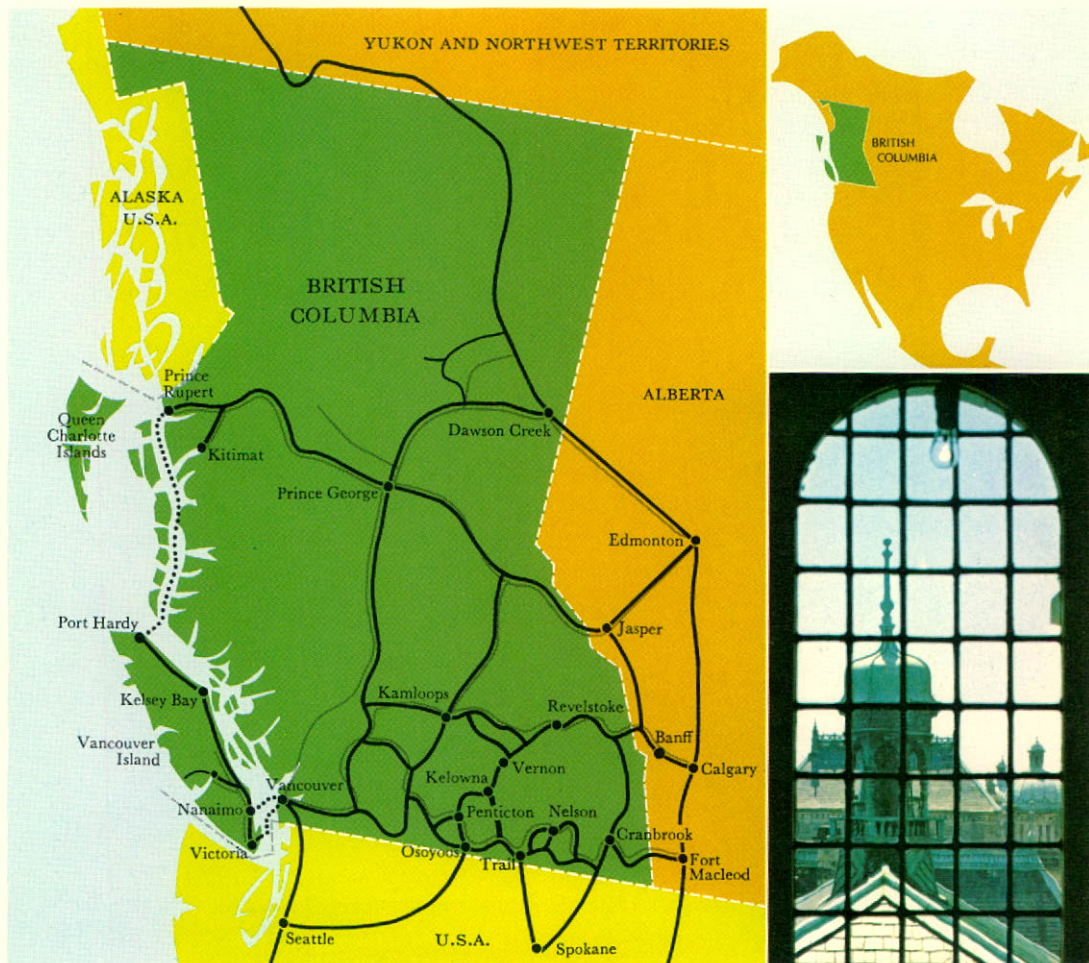 YUKON AND NORTHWEST TERRITORIES
ALASKA
U.S.A.
BRITISH
COLUMBIA
ALBERTA
Prince
Rupert
Queen
Charlotte
Islands
Kitimat
Dawson Creek
Prince George
Edmonton
Port Hardy
Jasper
Kelsey Bay
Kamloops
Revelstoke
Vancouver
Island
Banff
Vernon
Calgary
Kelowna
Vancouver
Nanaimo
Penticton
Nelson
Cranbrook
Victoria
Osoyoos
Trail
Fort
Macleod
Seattle
U.S.A.
Spokane
BRITISH
COLUMBIA